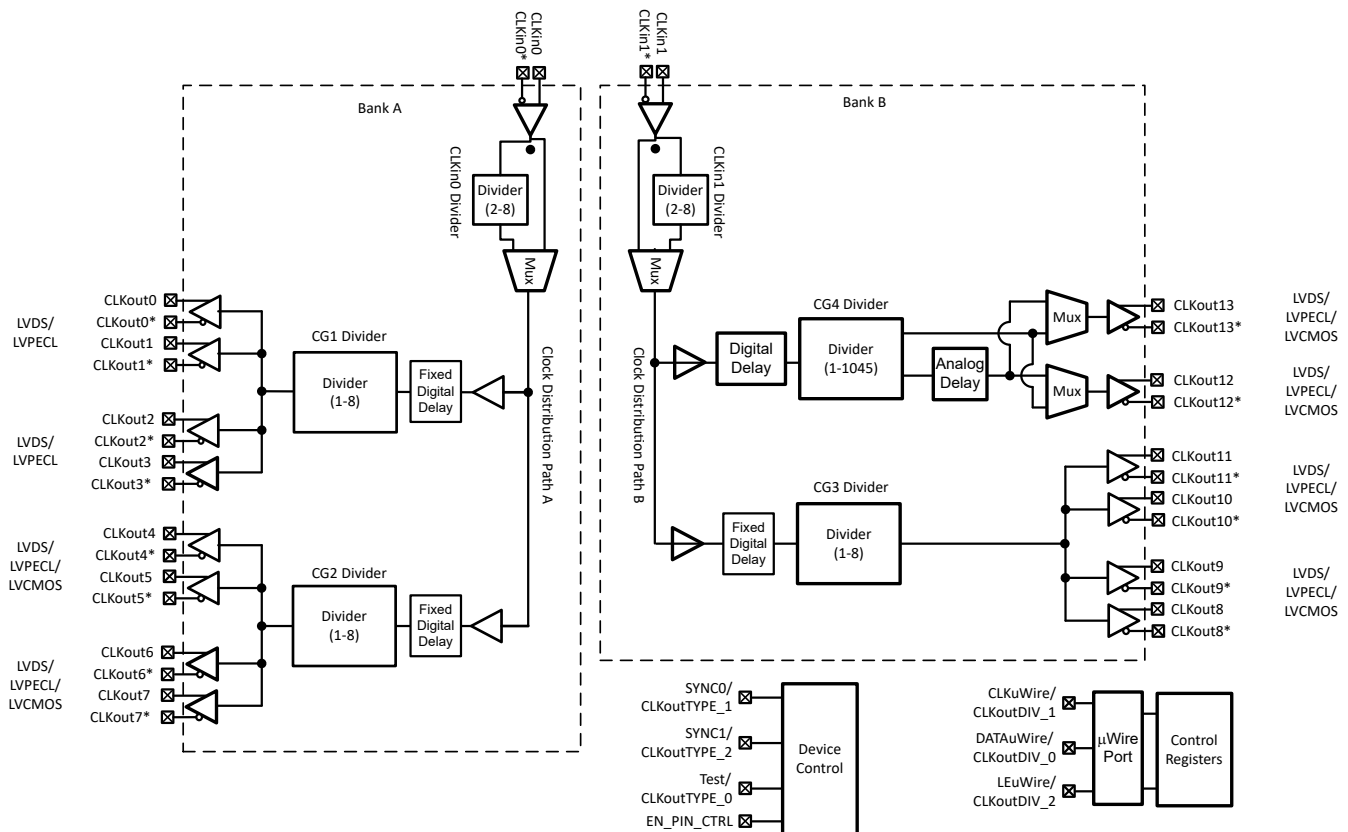 CLKin0*
CLKin0
CLKin1*
CLKin1
Bank A
Bank B
CLKin0 Divider
Divider
(2-8)
Mux
CLKin1 Divider
Divider
(2-8)
Mux
Clock Distribution Path A
Clock Distribution Path B
LVDS/
LVPECL
CLKout0
CLKout0*
CLKout1
CLKout1*
LVDS/
LVPECL
CLKout2
CLKout2*
CLKout3
CLKout3*
CG1 Divider
Divider
(1-8)
Fixed
Digital
Delay
LVDS/
LVPECL/
LVCMOS
CLKout4
CLKout4*
CLKout5
CLKout5*
LVDS/
LVPECL/
LVCMOS
CLKout6
CLKout6*
CLKout7
CLKout7*
CG2 Divider
Divider
(1-8)
Fixed
Digital
Delay
Digital
Delay
CG4 Divider
Divider
(1-1045)
Analog
Delay
Mux
Mux
CLKout13
CLKout13*
LVDS/
LVPECL/
LVCMOS
CLKout12
CLKout12*
LVDS/
LVPECL/
LVCMOS
Fixed
Digital
Delay
CG3 Divider
Divider
(1-8)
CLKout11
CLKout11*
CLKout10
CLKout10*
LVDS/
LVPECL/
LVCMOS
CLKout9
CLKout9*
CLKout8
CLKout8*
LVDS/
LVPECL/
LVCMOS
SYNC0/
CLKoutTYPE_1
SYNC1/
CLKoutTYPE_2
Test/
CLKoutTYPE_0
EN_PIN_CTRL
Device
Control
CLKuWire/
CLKoutDIV_1
DATAuWire/
CLKoutDIV_0
LEuWire/
CLKoutDIV_2
μWire
Port
Control
Registers